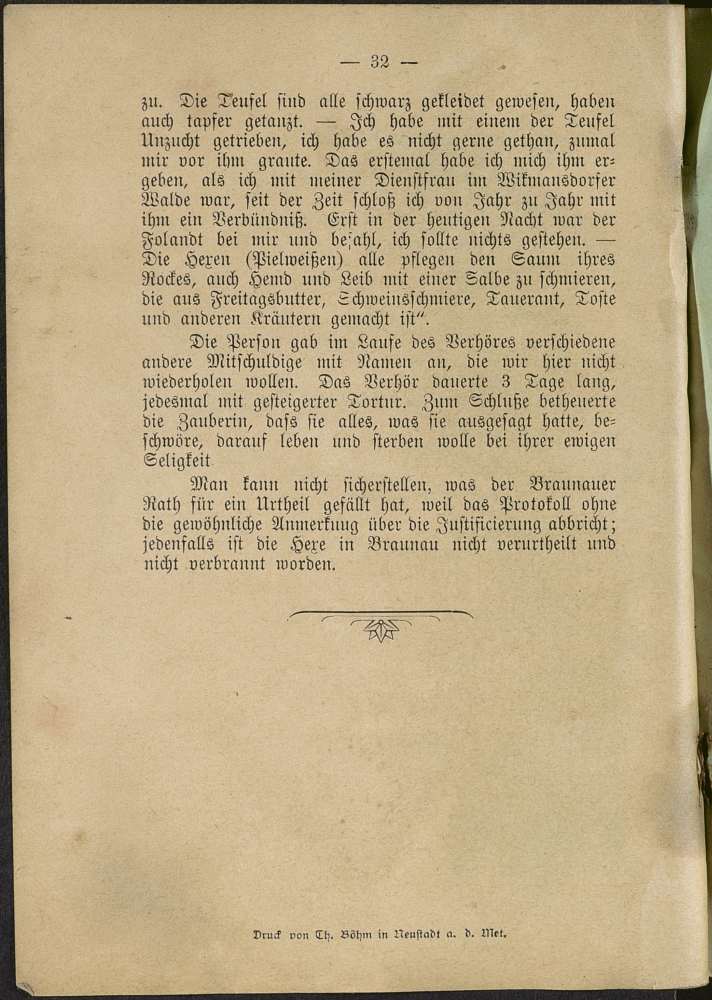 — 32 —
zu. Die Teufel sind alle schwarz gekleidet gewesen, haben
auch tapfer getanzt. — Ich habe mit einem der Teufel
Unzucht getrieben, ich habe es nicht gerne gethan, zumal
mir vor ihm graute. Das erstemal habe ich mich ihm er-
geben, als ich mit meiner Dienstfrau im Wikmansdorfer
Walde war, seit der Zeit schloß ich von Jahr zu Jahr mit
ihm ein Verbündniß. Erst in der heutigen Nacht war der
Folandt bei mir und befahl, ich sollte nichts gestehen. —
Die Hexen (Pielweißen) alle pflegen den Saum ihres
Rockes, auch Hemd und Leib mit einer Salbe zu schmieren,
die aus Freitagsbutter, Schweinsschmiere, Tauerant, Toste
und anderen Kräutern gemacht ist“.
Die Person gab im Laufe des Verhöres verschiedene
andere Mitschuldige mit Namen an, die wir hier nicht
wiederholen wollen. Das Verhör dauerte 3 Tage lang,
jedesmal mit gesteigerter Tortur. Zum Schluße betheuerte
die Zauberin, dass sie alles, was sie ausgesagt hatte, be-
schwöre, darauf leben und sterben wolle bei ihrer ewigen
Seligkeit
Man kann nicht sicherstellen, was der Braunauer
Rath für ein Urtheil gefällt hat, weil das Protokoll ohne
die gewöhnliche Anmerkung über die Justificierung abbricht;
jedenfalls ist die Hexe in Braunau nicht verurtheilt und
nicht verbrannt worden.
Druck von Th. Böhm in Neustadt a. d. Met.